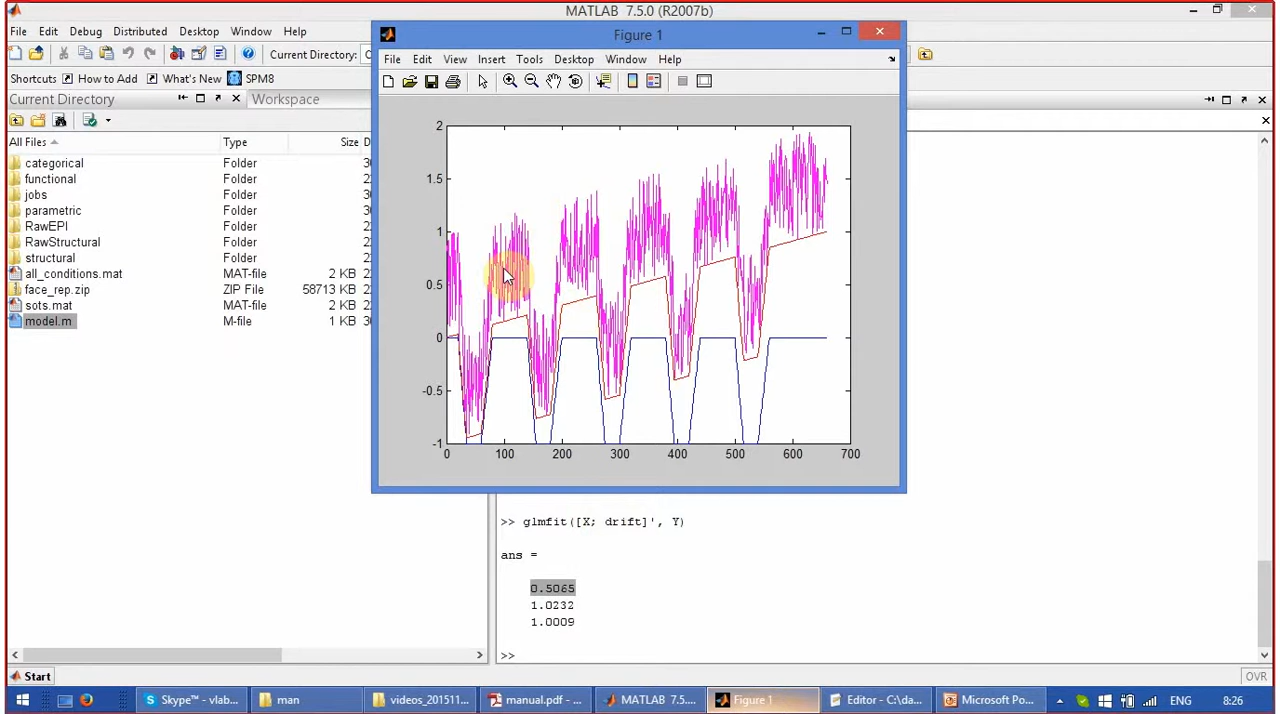 MATLAB 7.5.0 (R2007b)
File Edit Debug Distributed Desktop Window Help
Current Directory:
Shortcuts How to Add What's New SPM8
Current Directory
Workspace
All Files Type Size
categorical Folder
functional Folder
jobs Folder
parametric Folder
RawEPI Folder
RawStructural Folder
structural Folder
all_conditions.mat MAT-file 2 KB
face_rep.zip ZIP File 58713 KB
sots.mat MAT-file 2 KB
model.m M-file 1 KB
Figure 1
File Edit View Insert Tools Desktop Window Help
2
1.5
1
0.5
0
-0.5
-1
0 100 200 300 400 500 600 700
>> glmfit([X; drift]', Y)
ans =
0.5065
1.0232
1.0009
>>
Start
OVR
Skype™ - vlab...
man
videos_201511...
manual.pdf - ...
MATLAB 7.5....
Figure 1
Editor - C:\da...
Microsoft Po...
ENG
8:26